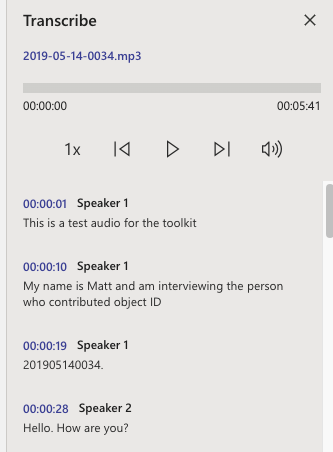 Transcribe
2019-05-14-0034.mp3
00:00:00 00:05:41
1x
00:00:01 Speaker 1
This is a test audio for the toolkit
00:00:10 Speaker 1
My name is Matt and am interviewing the person
who contributed object ID
00:00:19 Speaker 1
201905140034.
00:00:28 Speaker 2
Hello. How are you?